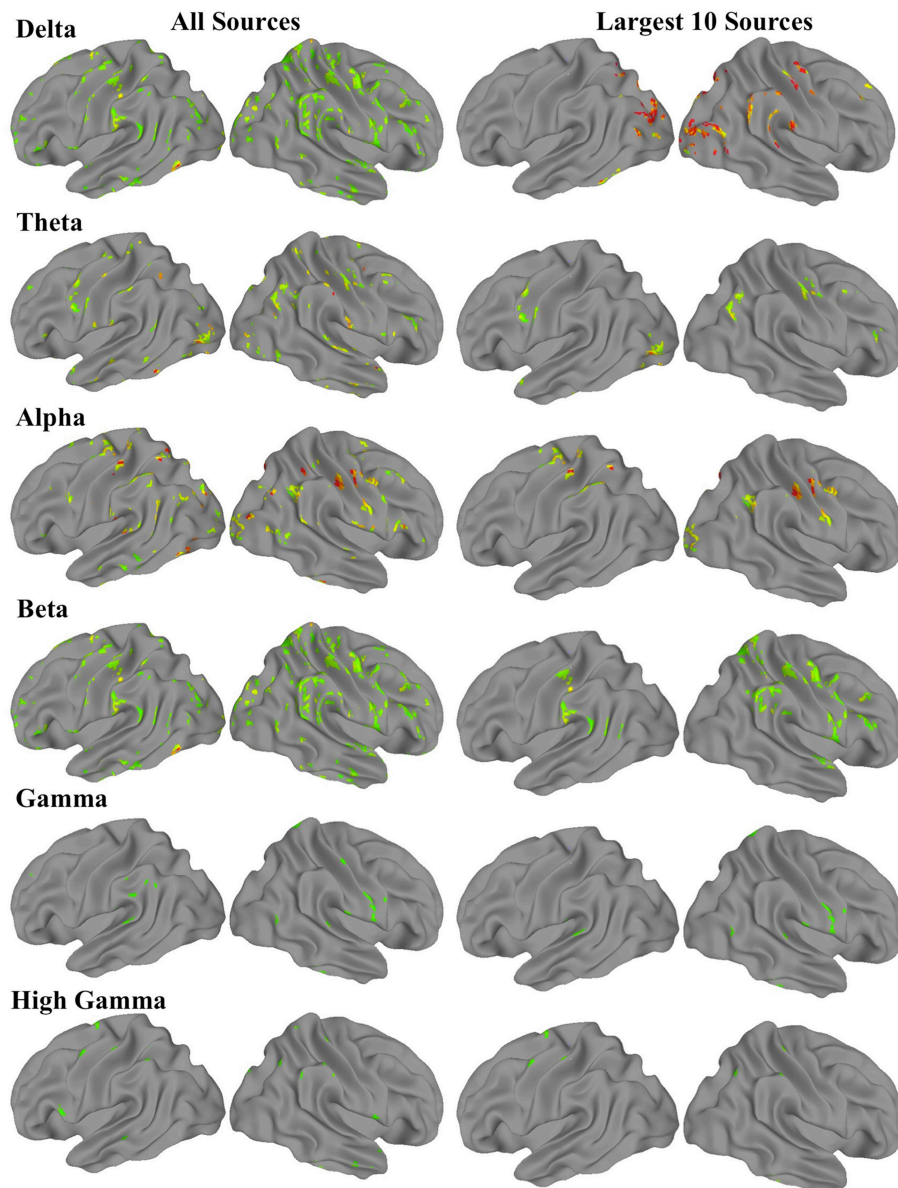 All Sources
Largest 10 Sources
Delta
Theta
Alpha
Beta
Gamma
High Gamma